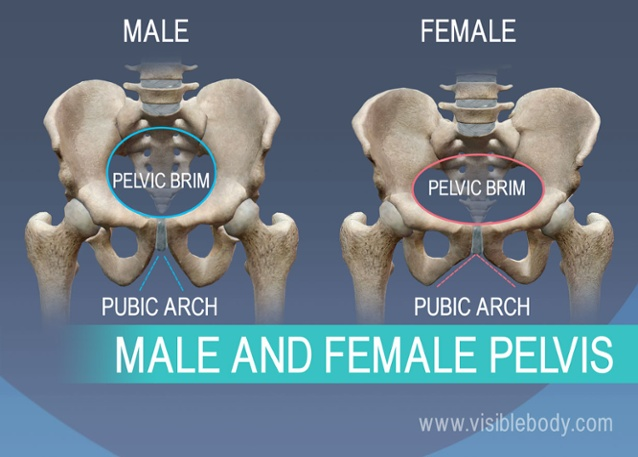 MALE
FEMALE
PELVIC BRIM
PELVIC BRIM
PUBIC ARCH
PUBIC ARCH
MALE AND FEMALE PELVIS
www.visiblebody.com